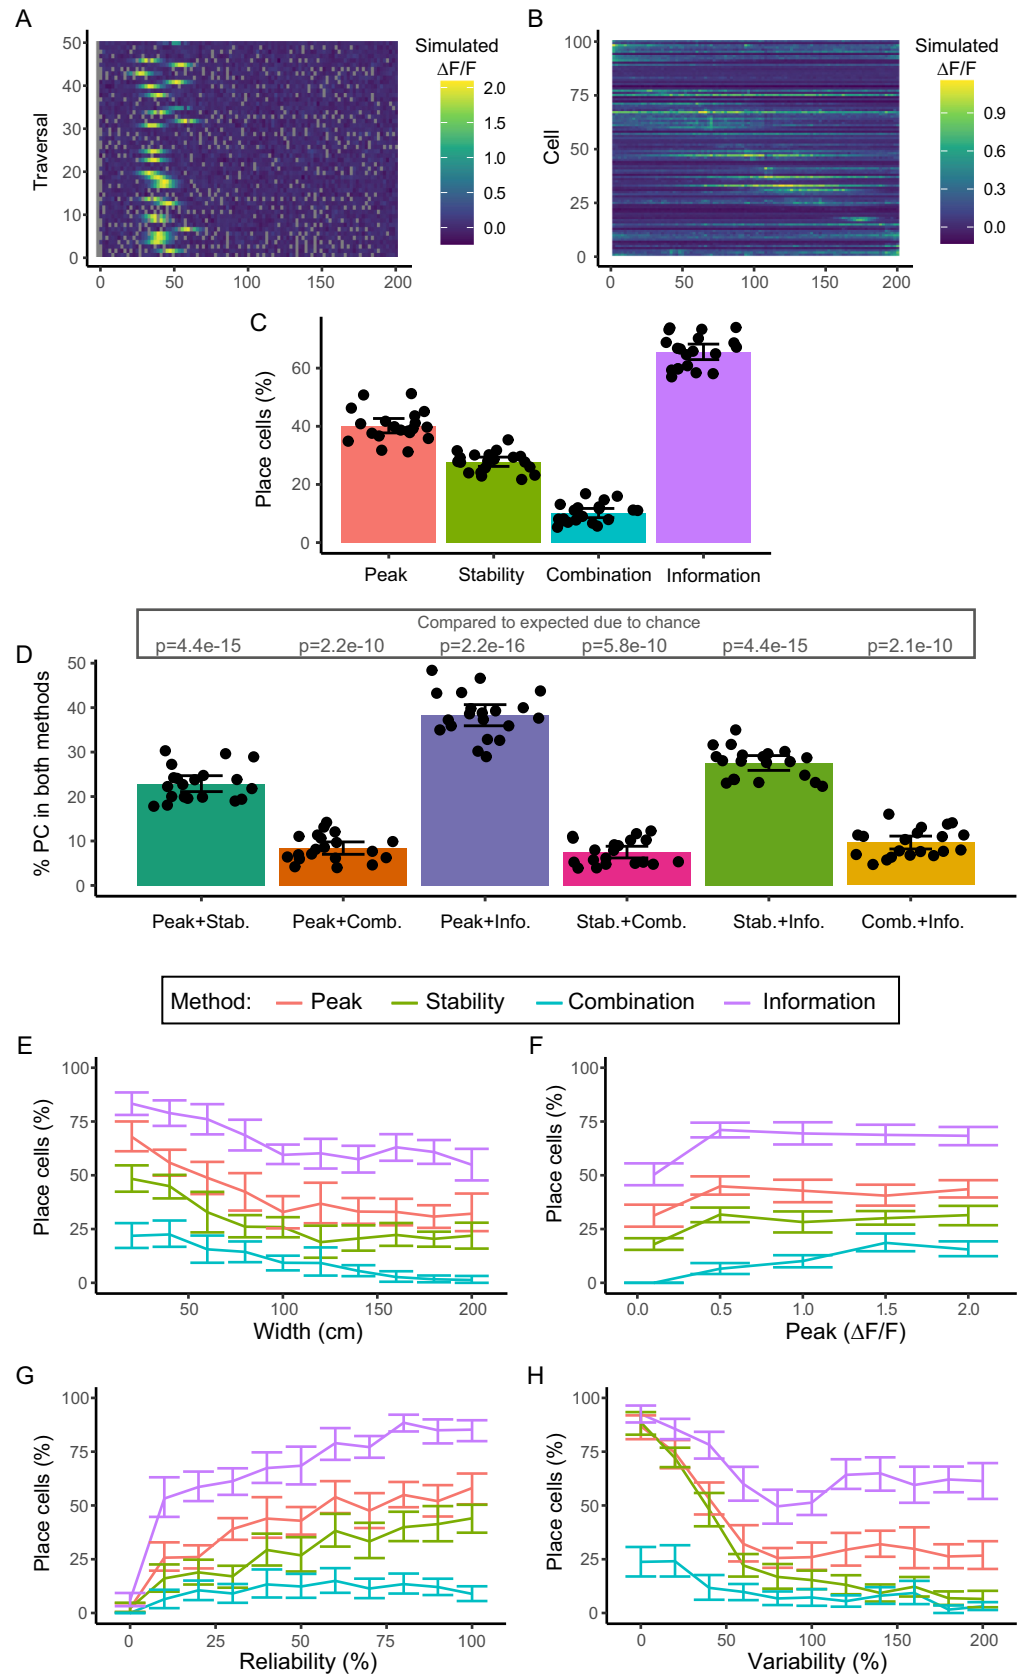 A
Simulated
ΔF/F
2.0
1.5
1.0
0.5
0.0
Traversal
50
40
30
20
10
0
0 50 100 150 200
B
Simulated
ΔF/F
0.9
0.6
0.3
0.0
Cell
100
75
50
25
0
0 50 100 150 200
C
Place cells (%)
60
40
20
0
Peak Stability Combination Information
Compared to expected due to chance
p=4.4e-15 p=2.2e-10 p=2.2e-16 p=5.8e-10 p=4.4e-15 p=2.1e-10
D
% PC in both methods
50
40
30
20
10
0
Peak+Stab. Peak+Comb. Peak+Info. Stab.+Comb. Stab.+Info. Comb.+Info.
Method: Peak Stability Combination Information
E
Place cells (%)
100
75
50
25
0
50 100 150 200
Width (cm)
F
Place cells (%)
100
75
50
25
0
0.0 0.5 1.0 1.5 2.0
Peak (ΔF/F)
G
Place cells (%)
100
75
50
25
0
0 25 50 75 100
Reliability (%)
H
Place cells (%)
100
75
50
25
0
0 50 100 150 200
Variability (%)